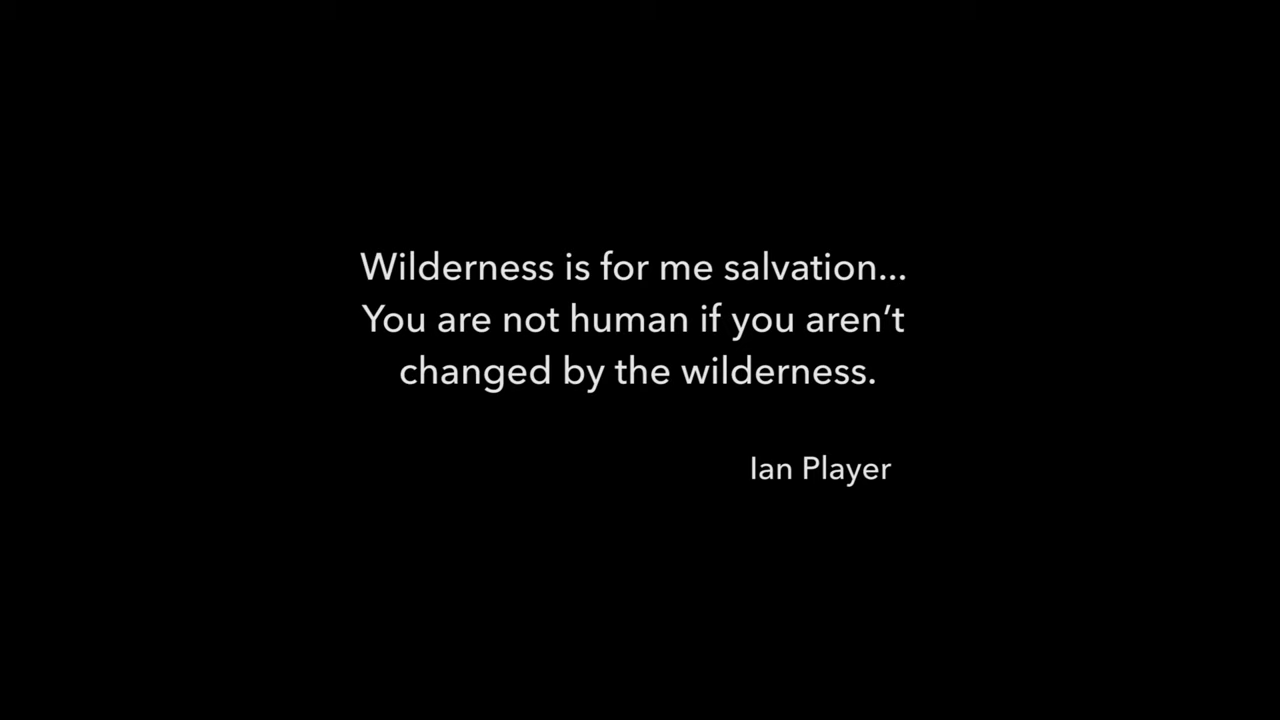 Wilderness is for me salvation...
You are not human if you aren’t
changed by the wilderness.
Ian Player